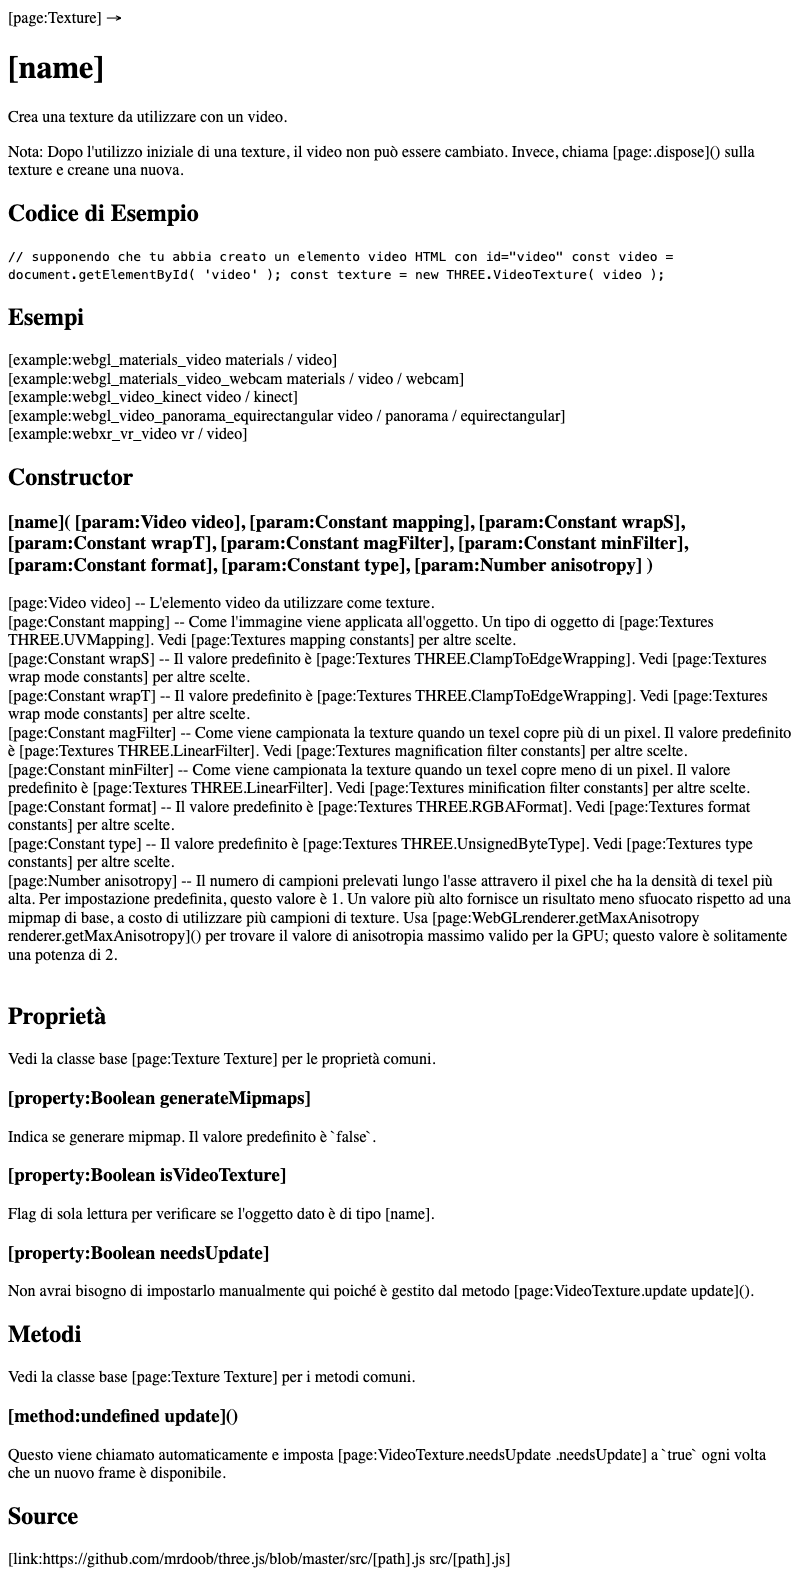 [page:Texture] →
[name]
Crea una texture da utilizzare con un video.
Nota: Dopo l'utilizzo iniziale di una texture, il video non può essere cambiato. Invece, chiama [page:.dispose]() sulla
texture e creane una nuova.
Codice di Esempio
// supponendo che tu abbia creato un elemento video HTML con id="video" const video =
document.getElementById( 'video' ); const texture = new THREE.VideoTexture( video );
Esempi
[example:webgl_materials_video materials / video]
[example:webgl_materials_video_webcam materials / video / webcam]
[example:webgl_video_kinect video / kinect]
[example:webgl_video_panorama_equirectangular video / panorama / equirectangular]
[example:webxr_vr_video vr / video]
Constructor
[name]( [param:Video video], [param:Constant mapping], [param:Constant wrapS],
[param:Constant wrapT], [param:Constant magFilter], [param:Constant minFilter],
[param:Constant format], [param:Constant type], [param:Number anisotropy] )
[page:Video video] -- L'elemento video da utilizzare come texture.
[page:Constant mapping] -- Come l'immagine viene applicata all'oggetto. Un tipo di oggetto di [page:Textures
THREE.UVMapping]. Vedi [page:Textures mapping constants] per altre scelte.
[page:Constant wrapS] -- Il valore predefinito è [page:Textures THREE.ClampToEdgeWrapping]. Vedi [page:Textures
wrap mode constants] per altre scelte.
[page:Constant wrapT] -- Il valore predefinito è [page:Textures THREE.ClampToEdgeWrapping]. Vedi [page:Textures
wrap mode constants] per altre scelte.
[page:Constant magFilter] -- Come viene campionata la texture quando un texel copre più di un pixel. Il valore predefinito
è [page:Textures THREE.LinearFilter]. Vedi [page:Textures magnification filter constants] per altre scelte.
[page:Constant minFilter] -- Come viene campionata la texture quando un texel copre meno di un pixel. Il valore
predefinito è [page:Textures THREE.LinearFilter]. Vedi [page:Textures minification filter constants] per altre scelte.
[page:Constant format] -- Il valore predefinito è [page:Textures THREE.RGBAFormat]. Vedi [page:Textures format
constants] per altre scelte.
[page:Constant type] -- Il valore predefinito è [page:Textures THREE.UnsignedByteType]. Vedi [page:Textures type
constants] per altre scelte.
[page:Number anisotropy] -- Il numero di campioni prelevati lungo l'asse attravero il pixel che ha la densità di texel più
alta. Per impostazione predefinita, questo valore è 1. Un valore più alto fornisce un risultato meno sfuocato rispetto ad una
mipmap di base, a costo di utilizzare più campioni di texture. Usa [page:WebGLrenderer.getMaxAnisotropy
renderer.getMaxAnisotropy]() per trovare il valore di anisotropia massimo valido per la GPU; questo valore è solitamente
una potenza di 2.
Proprietà
Vedi la classe base [page:Texture Texture] per le proprietà comuni.
[property:Boolean generateMipmaps]
Indica se generare mipmap. Il valore predefinito è `false`.
[property:Boolean isVideoTexture]
Flag di sola lettura per verificare se l'oggetto dato è di tipo [name].
[property:Boolean needsUpdate]
Non avrai bisogno di impostarlo manualmente qui poiché è gestito dal metodo [page:VideoTexture.update update]().
Metodi
Vedi la classe base [page:Texture Texture] per i metodi comuni.
[method:undefined update]()
Questo viene chiamato automaticamente e imposta [page:VideoTexture.needsUpdate .needsUpdate] a `true` ogni volta
che un nuovo frame è disponibile.
Source
[link:https://github.com/mrdoob/three.js/blob/master/src/[path].js src/[path].js]